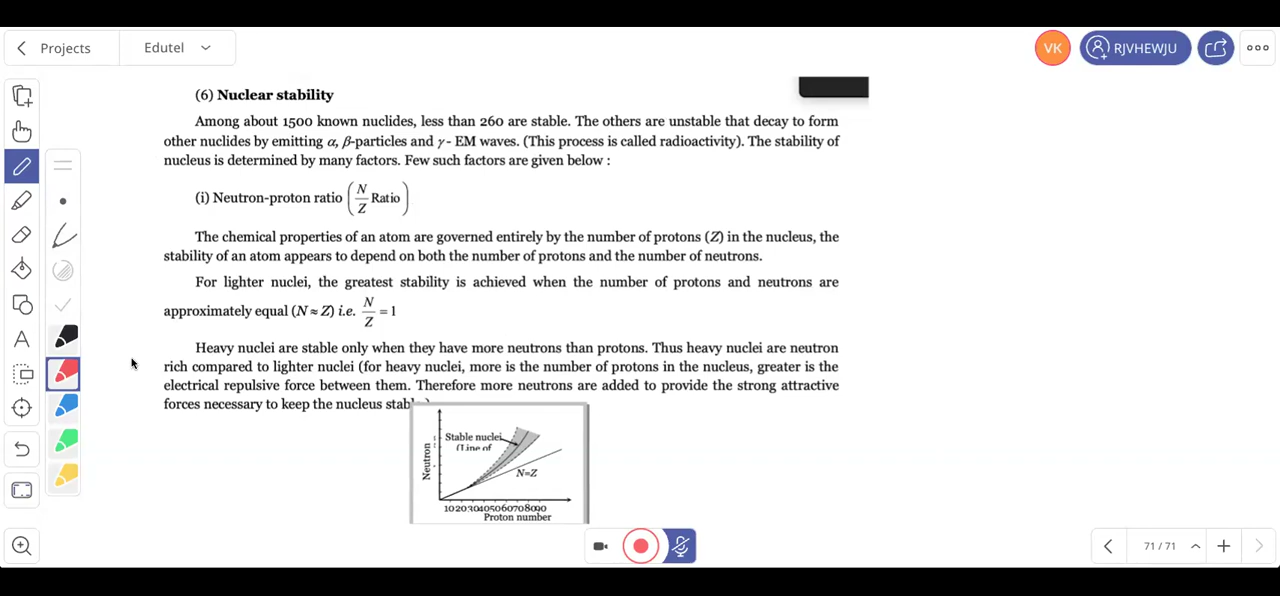 Projects
Edutel
VK
RJVHEWJU
(6) Nuclear stability
Among about 1500 known nuclides, less than 260 are stable. The others are unstable that decay to form
other nuclides by emitting α, β-particles and γ - EM waves. (This process is called radioactivity). The stability of
nucleus is determined by many factors. Few such factors are given below :
(i) Neutron-proton ratio (N/Z Ratio)
The chemical properties of an atom are governed entirely by the number of protons (Z) in the nucleus, the
stability of an atom appears to depend on both the number of protons and the number of neutrons.
For lighter nuclei, the greatest stability is achieved when the number of protons and neutrons are
approximately equal (N ≈ Z) i.e. N/Z = 1
Heavy nuclei are stable only when they have more neutrons than protons. Thus heavy nuclei are neutron
rich compared to lighter nuclei (for heavy nuclei, more is the number of protons in the nucleus, greater is the
electrical repulsive force between them. Therefore more neutrons are added to provide the strong attractive
forces necessary to keep the nucleus
Stable nuclei
(Line of
Neutron
N=Z
10 20 30 40 50 60 70 80 90
Proton number
71 / 71